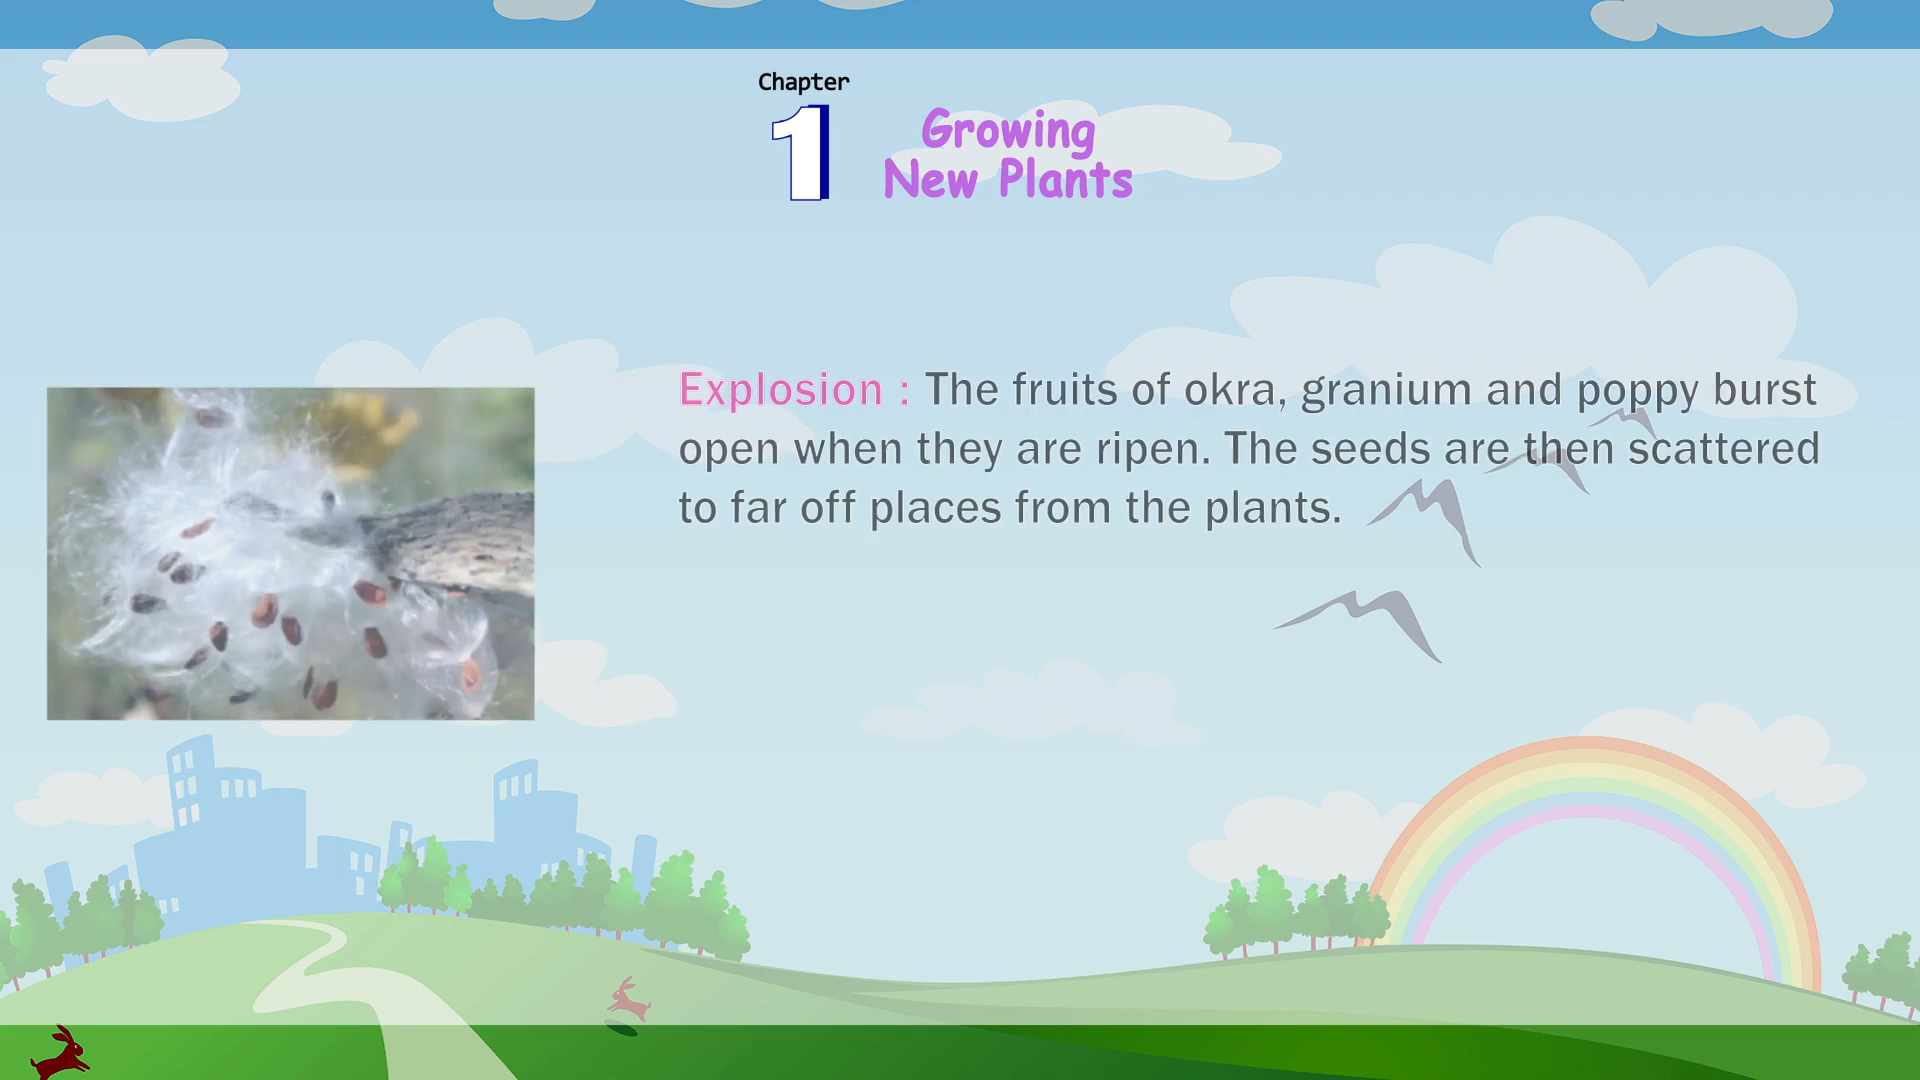 Chapter
1
Growing
New Plants
Explosion : The fruits of okra, granium and poppy burst
open when they are ripen. The seeds are then scattered
to far off places from the plants.